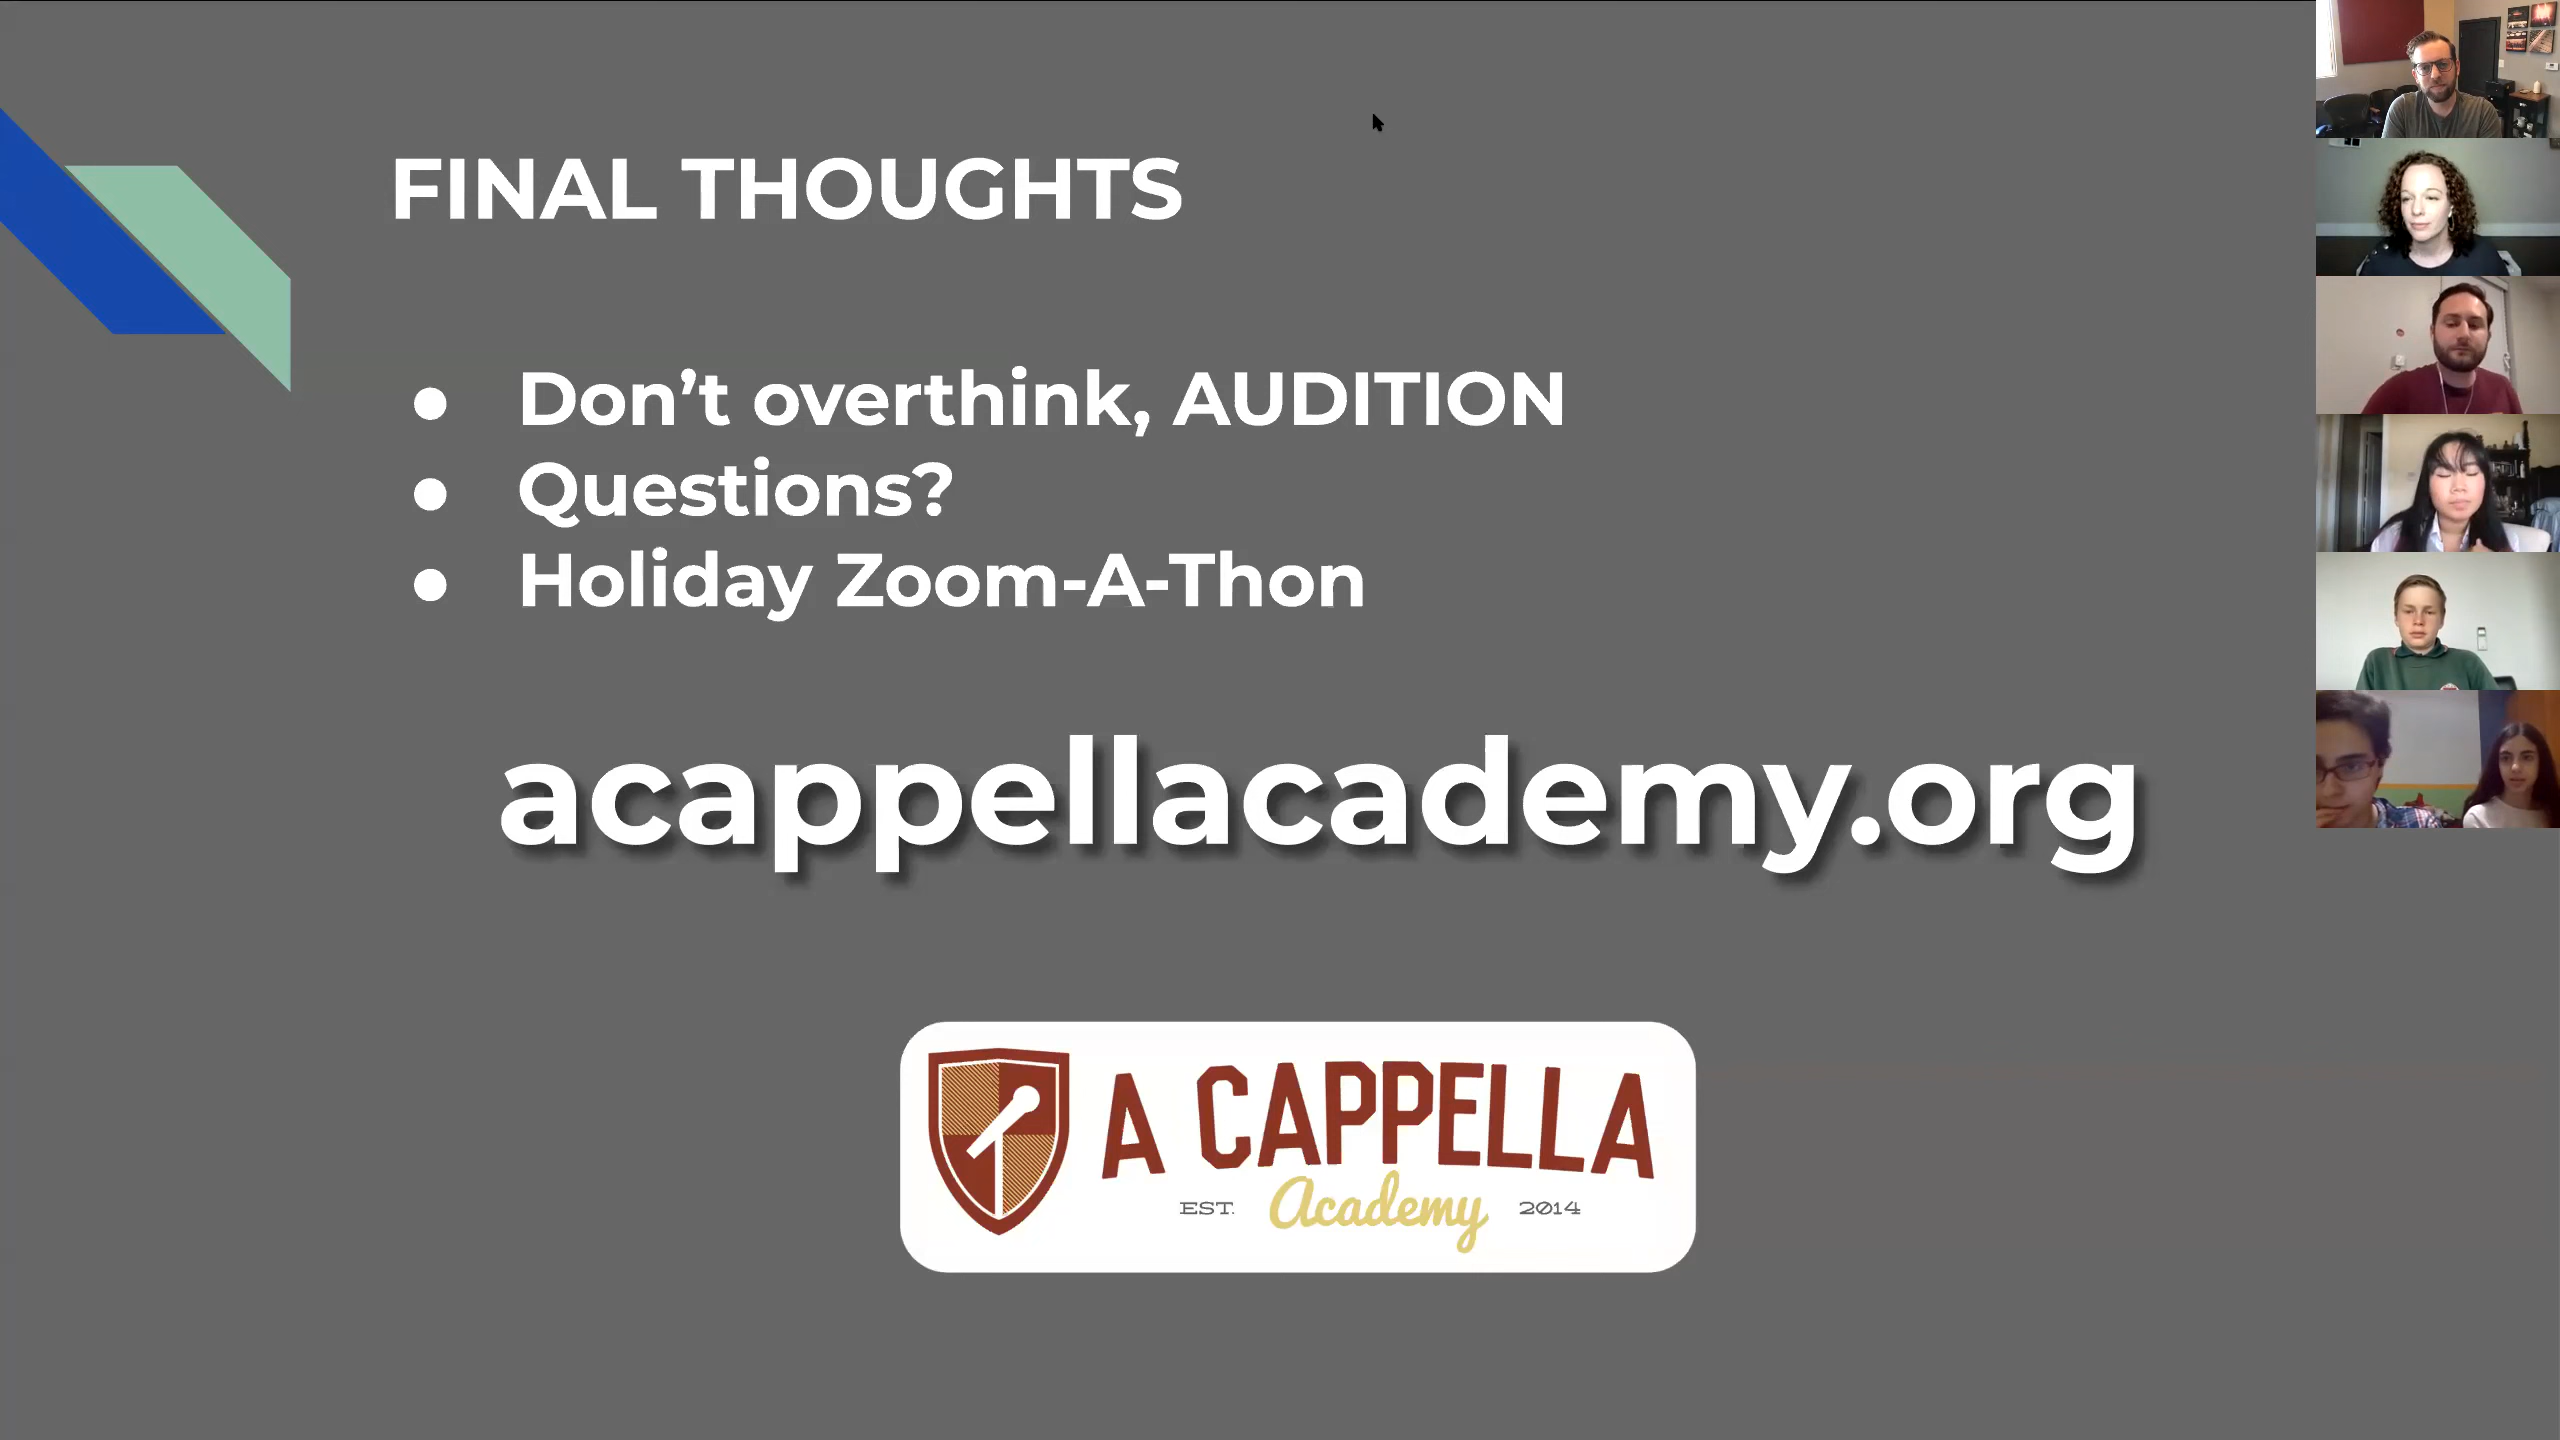 FINAL THOUGHTS
● Don’t overthink, AUDITION
● Questions?
● Holiday Zoom-A-Thon
acappellacademy.org
A CAPPELLA
EST. Academy 2014